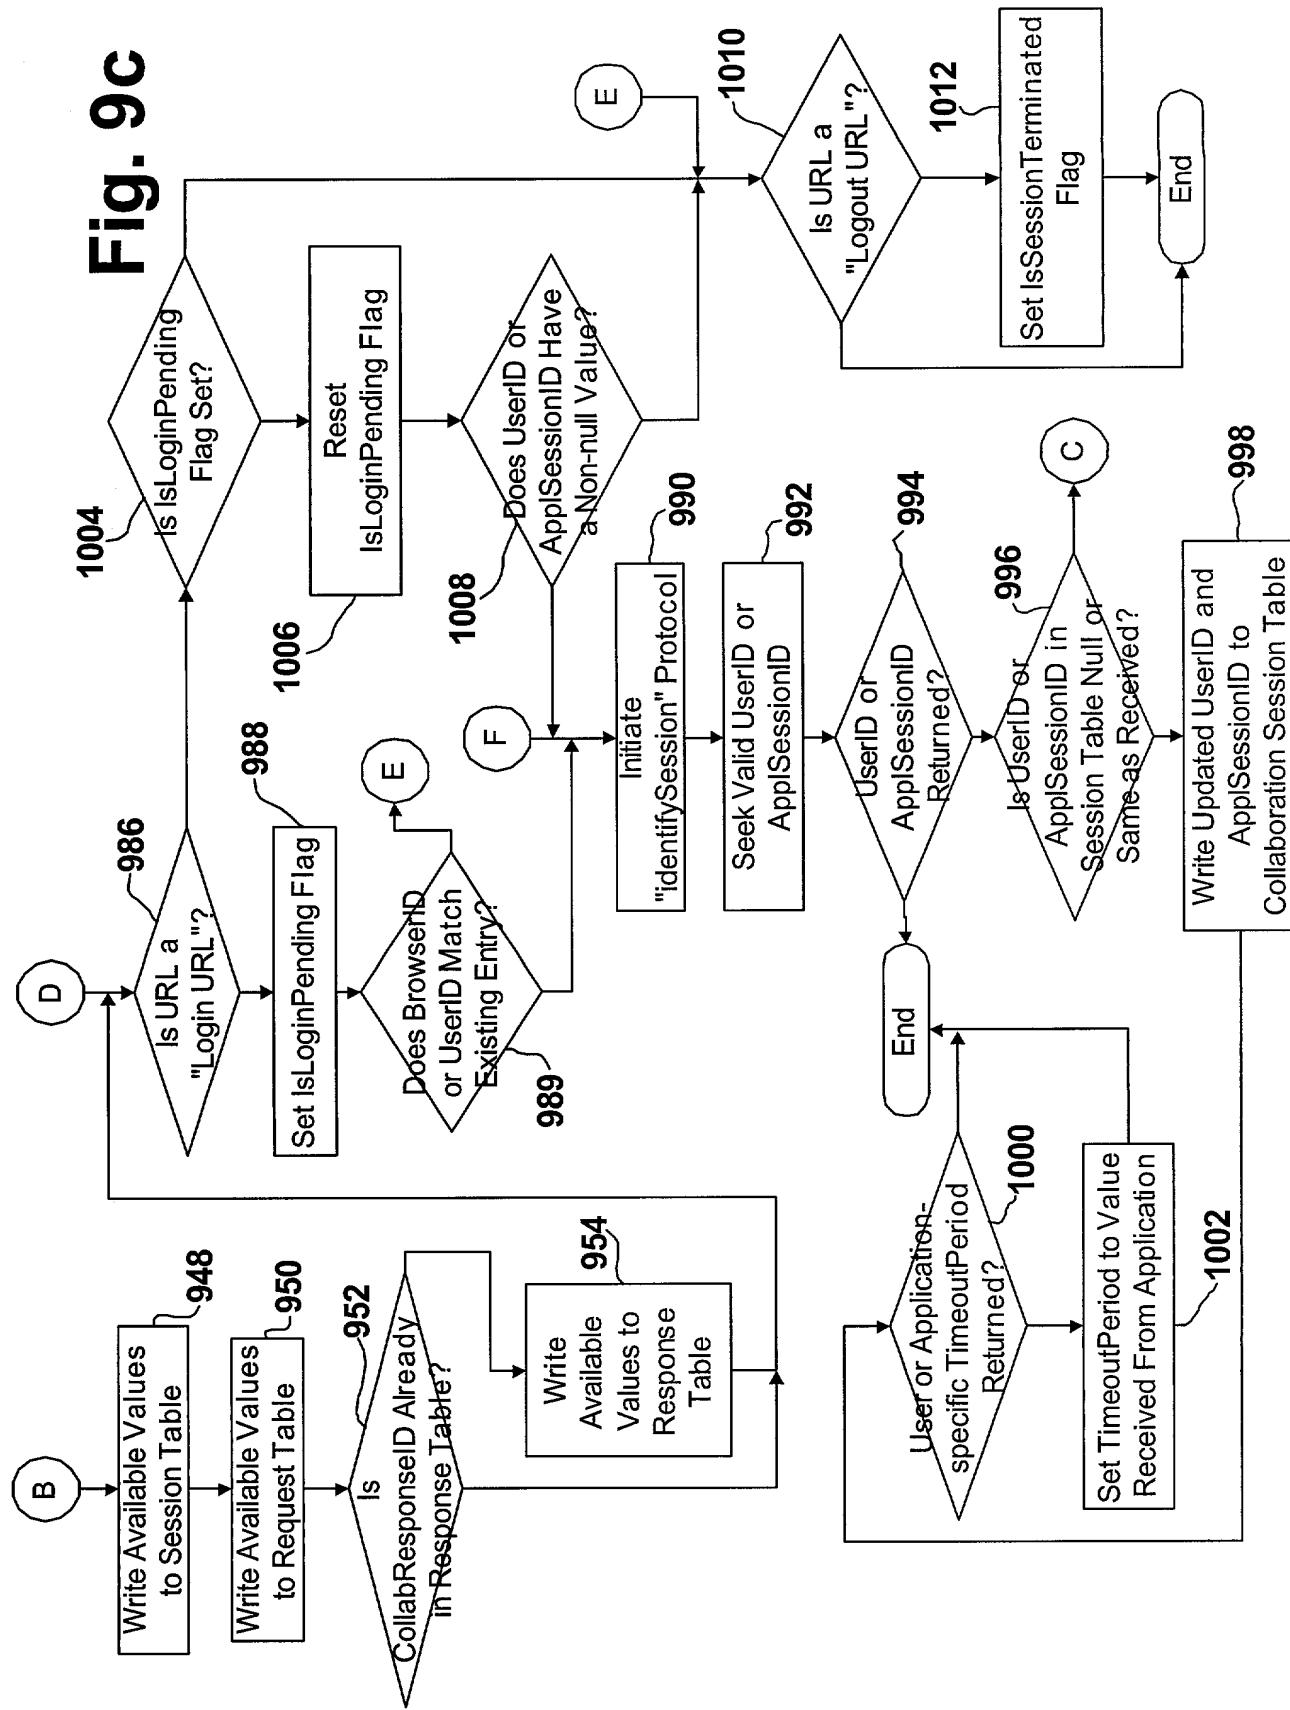 Fig. 9c
B
Write Available Values
to Session Table
948
Write Available Values
to Request Table
950
Is
CollabResponseID Already
in Response Table?
952
Write
Available
Values to
Response
Table
954
D
Is URL a
"Login URL"?
986
Set IsLoginPending Flag
988
Does BrowserID
or UserID Match
Existing Entry?
989
E
Is IsLoginPending
Flag Set?
1004
Reset
IsLoginPending Flag
1006
Does UserID or
ApplSessionID Have
a Non-null Value?
1008
F
Initiate
"identifySession" Protocol
990
Seek Valid UserID or
ApplSessionID
992
UserID or
ApplSessionID
Returned?
994
End
Is UserID or
ApplSessionID in
Session Table Null or
Same as Received?
996
C
Write Updated UserID and
ApplSessionID to
Collaboration Session Table
998
User or Application-
specific TimeoutPeriod
Returned?
1000
Set TimeoutPeriod to Value
Received From Application
1002
E
Is URL a
"Logout URL"?
1010
Set IsSessionTerminated
Flag
1012
End